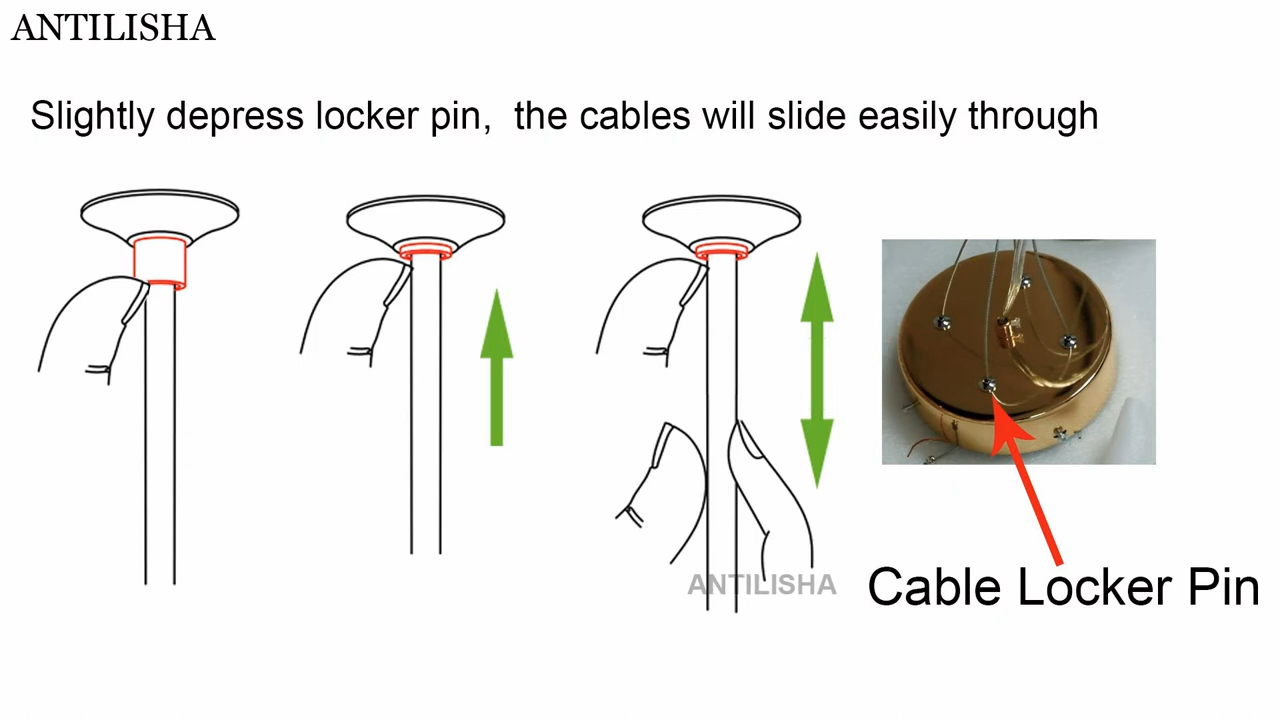 ANTILISHA
Slightly depress locker pin,  the cables will slide easily through
ANTILISHA
Cable Locker Pin